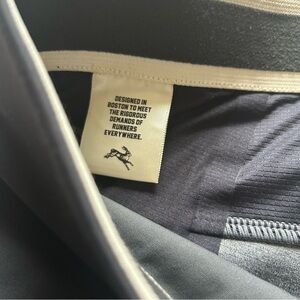 DESIGNED IN
BOSTON TO MEET
THE RIGOROUS
DEMANDS OF
RUNNERS
EVERYWHERE.